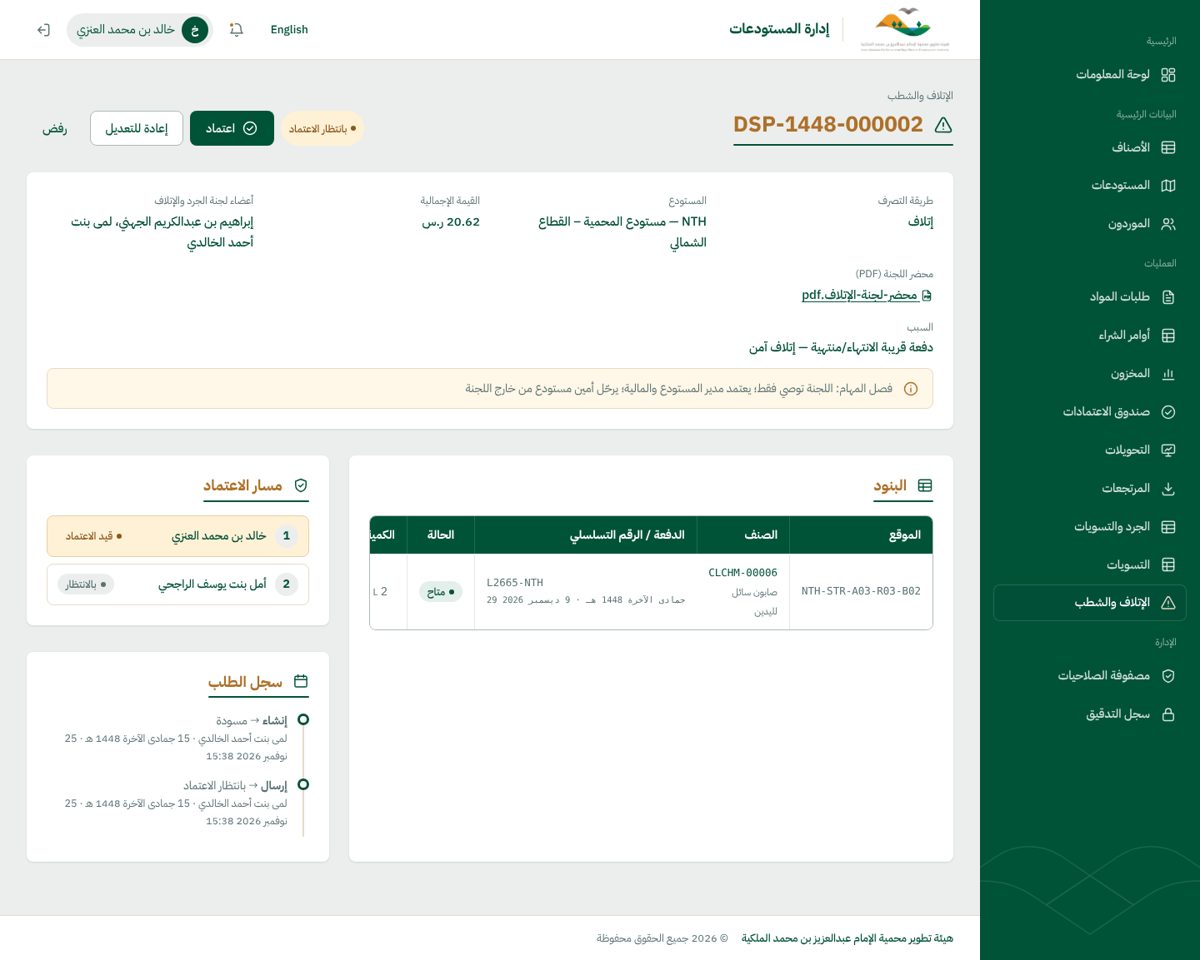 إدارة المستودعات
English
خ
خالد بن محمد العنزي
الرئيسية
لوحة المعلومات
البيانات الرئيسية
الأصناف
المستودعات
الموردون
العمليات
طلبات المواد
أوامر الشراء
المخزون
صندوق الاعتمادات
التحويلات
المرتجعات
الجرد والتسويات
التسويات
الإتلاف والشطب
الإدارة
مصفوفة الصلاحيات
سجل التدقيق
الإتلاف والشطب
DSP-1448-000002
بانتظار الاعتماد
اعتماد
إعادة للتعديل
رفض
طريقة التصرف
إتلاف
المستودع
NTH — مستودع المحمية – القطاع
الشمالي
القيمة الإجمالية
20.62 ر.س
أعضاء لجنة الجرد والإتلاف
إبراهيم بن عبدالكريم الجهني، لمى بنت
أحمد الخالدي
محضر اللجنة (PDF)
محضر-لجنة-الإتلاف.pdf
السبب
دفعة قريبة الانتهاء/منتهية — إتلاف آمن
فصل المهام: اللجنة توصي فقط؛ يعتمد مدير المستودع والمالية؛ يرحّل أمين مستودع من خارج اللجنة
البنود
الموقع
الصنف
الدفعة / الرقم التسلسلي
الحالة
الكمي
NTH-STR-A03-R03-B02
CLCHM-00006
صابون سائل
لليدين
L2665-NTH
29 جمادى الآخرة 1448 هـ · 9 ديسمبر 2026
متاح
2 L
مسار الاعتماد
1
خالد بن محمد العنزي
قيد الاعتماد
2
أمل بنت يوسف الراجحي
بالانتظار
سجل الطلب
إنشاء → مسودة
لمى بنت أحمد الخالدي · 15 جمادى الآخرة 1448 هـ · 25
نوفمبر 2026 15:38
إرسال → بانتظار الاعتماد
لمى بنت أحمد الخالدي · 15 جمادى الآخرة 1448 هـ · 25
نوفمبر 2026 15:38
هيئة تطوير محمية الإمام عبدالعزيز بن محمد الملكية
© 2026 جميع الحقوق محفوظة